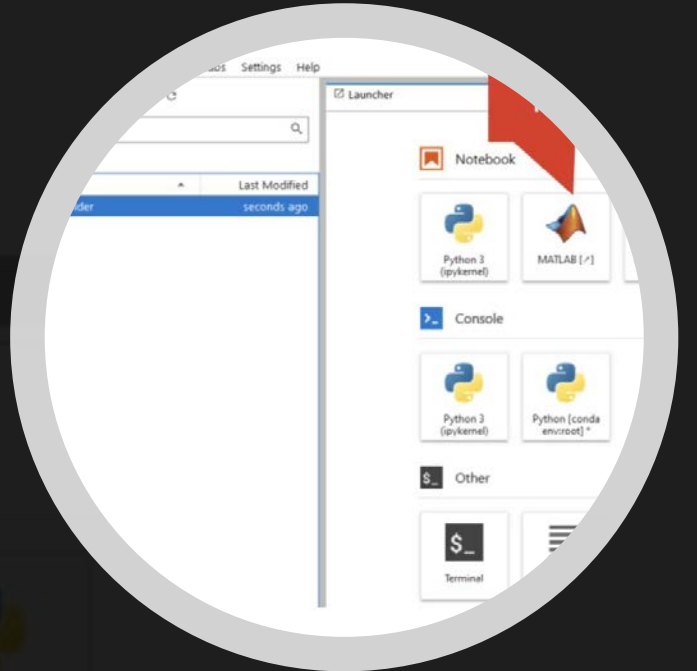 Settings Help
Launcher
Last Modified
seconds ago
Notebook
Python 3
(ipykernel)
MATLAB [↗]
>_ Console
Python 3
(ipykernel)
Python [conda
env:root] *
$_ Other
$_
Terminal